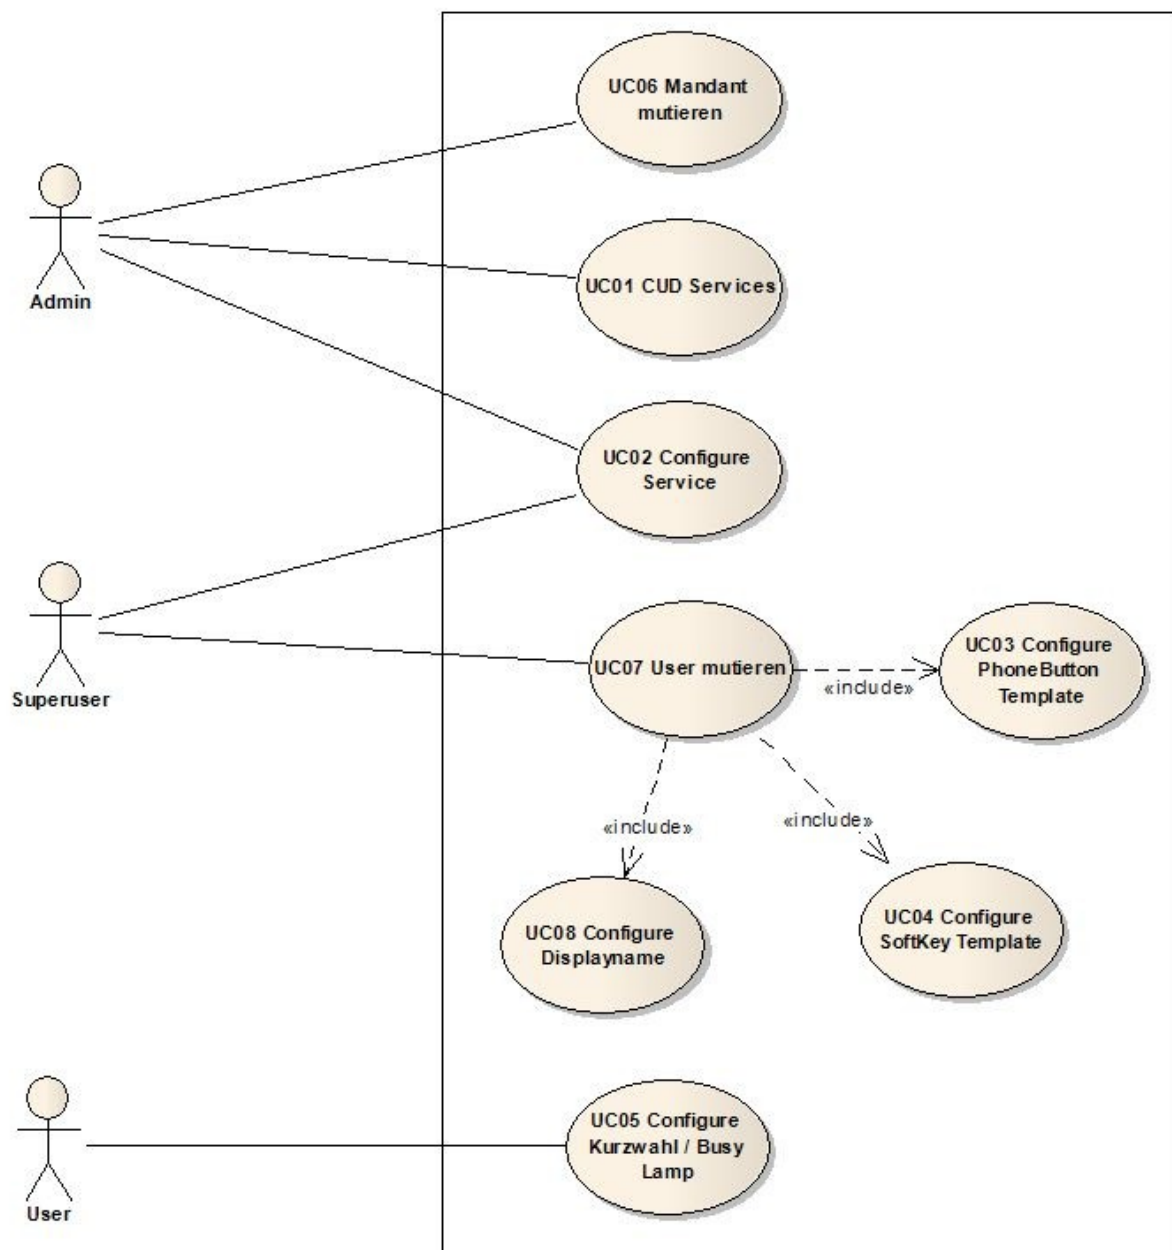 UC06 Mandant
mutieren
Admin
UC01 CUD Services
UC02 Configure
Service
Superuser
UC07 User mutieren
«include»
UC03 Configure
PhoneButton
Template
«include»
«include»
UC08 Configure
Displayname
UC04 Configure
SoftKey Template
User
UC05 Configure
Kurzwahl / Busy
Lamp